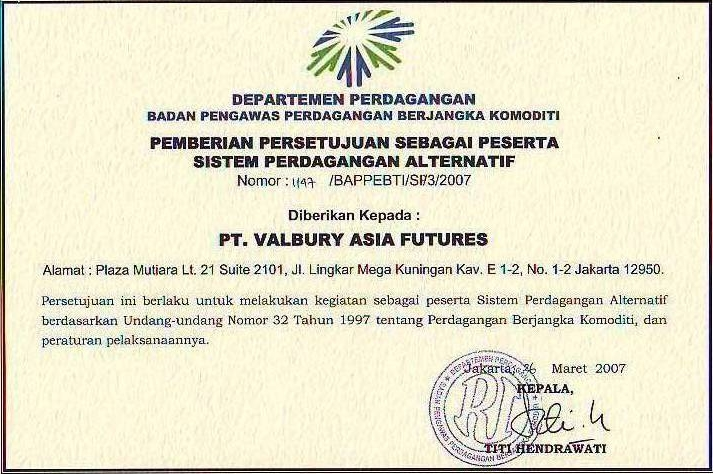 DEPARTEMEN PERDAGANGAN
BADAN PENGAWAS PERDAGANGAN BERJANGKA KOMODITI
PEMBERIAN PERSETUJUAN SEBAGAI PESERTA
SISTEM PERDAGANGAN ALTERNATIF
Nomor : 1197 /BAPPEBTI/SI/3/2007
Diberikan Kepada :
PT. VALBURY ASIA FUTURES
Alamat : Plaza Mutiara Lt. 21 Suite 2101, Jl. Lingkar Mega Kuningan Kav. E 1-2, No. 1-2 Jakarta 12950.
Persetujuan ini berlaku untuk melakukan kegiatan sebagai peserta Sistem Perdagangan Alternatif
berdasarkan Undang-undang Nomor 32 Tahun 1997 tentang Perdagangan Berjangka Komoditi, dan
peraturan pelaksanaannya.
Jakarta, 26 Maret 2007
KEPALA,
TITI HENDRAWATI
DEPARTEMEN PERDAGANGAN
BADAN PENGAWAS PERDAGANGAN BERJANGKA
RI